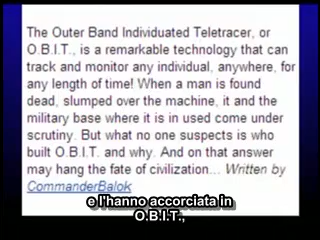 The Outer Band Individuated Teletracer, or
O.B.I.T., is a remarkable technology that can
track and monitor any individual, anywhere, for
any length of time! When a man is found
dead, slumped over the machine, it and the
military base where it is in used come under
scrutiny. But what no one suspects is who
built O.B.I.T. and why. And on that answer
may hang the fate of civilization... Written by
CommanderBalok
e l'hanno accorciata in
O.B.I.T.,